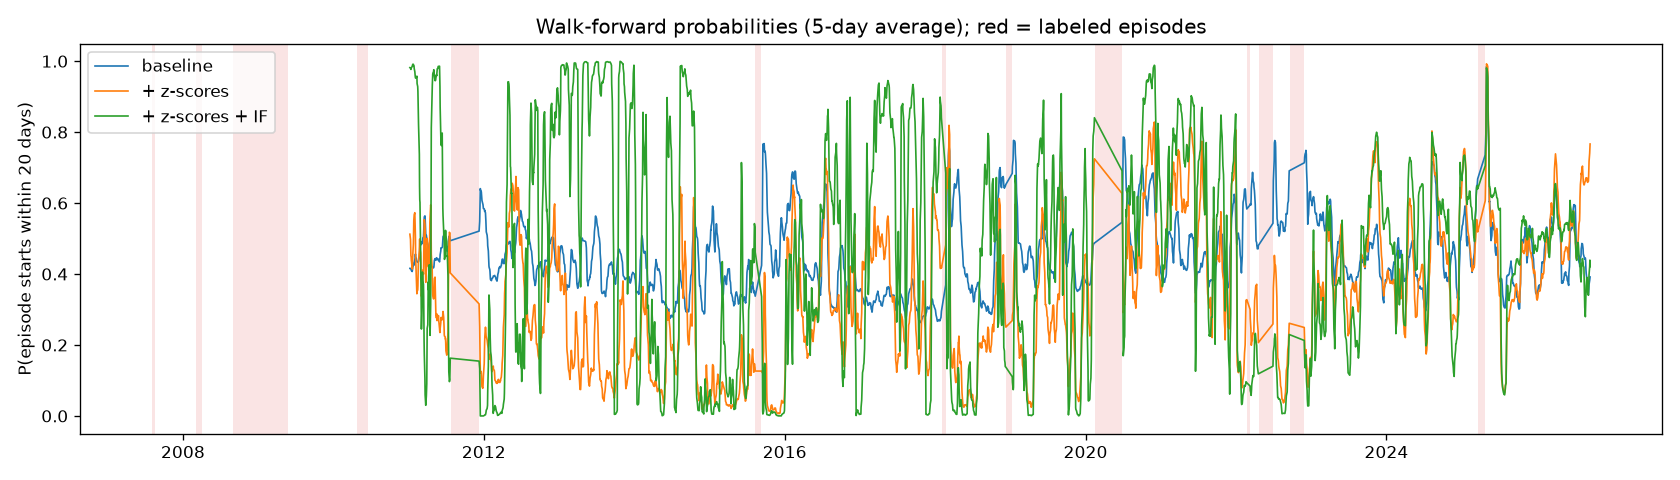 Walk-forward probabilities (5-day average); red = labeled episodes
P(episode starts within 20 days)
1.0
0.8
0.6
0.4
0.2
0.0
baseline
+ z-scores
+ z-scores + IF
2008
2012
2016
2020
2024